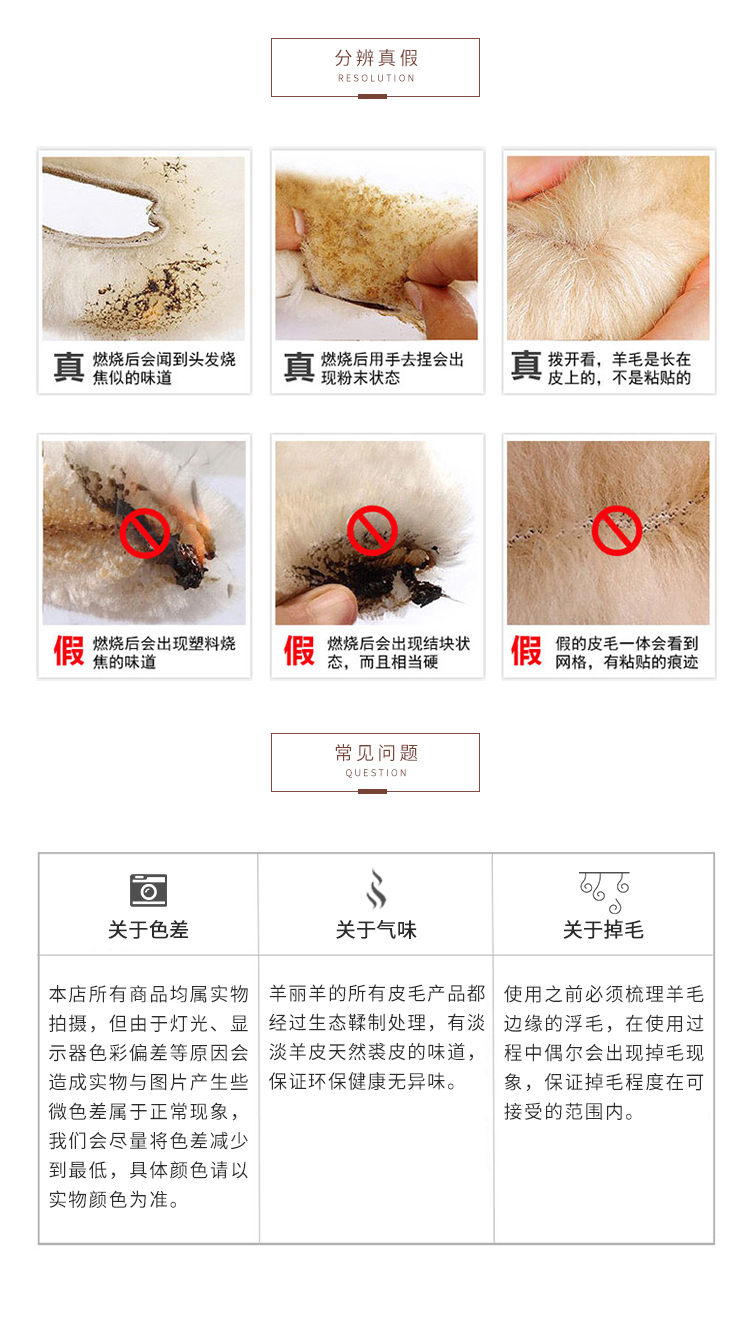 分辨真假
RESOLUTION
真
燃烧后会闻到头发烧
焦似的味道
真
燃烧后用手去捏会出
现粉末状态
真
拨开看，羊毛是长在
皮上的，不是粘贴的
假
燃烧后会出现塑料烧
焦的味道
假
燃烧后会出现结块状
态，而且相当硬
假
假的皮毛一体会看到
网格，有粘贴的痕迹
常见问题
QUESTION
关于色差
本店所有商品均属实物
拍摄，但由于灯光、显
示器色彩偏差等原因会
造成实物与图片产生些
微色差属于正常现象，
我们会尽量将色差减少
到最低，具体颜色请以
实物颜色为准。
关于气味
羊丽羊的所有皮毛产品都
经过生态鞣制处理，有淡
淡羊皮天然裘皮的味道，
保证环保健康无异味。
关于掉毛
使用之前必须梳理羊毛
边缘的浮毛，在使用过
程中偶尔会出现掉毛现
象，保证掉毛程度在可
接受的范围内。